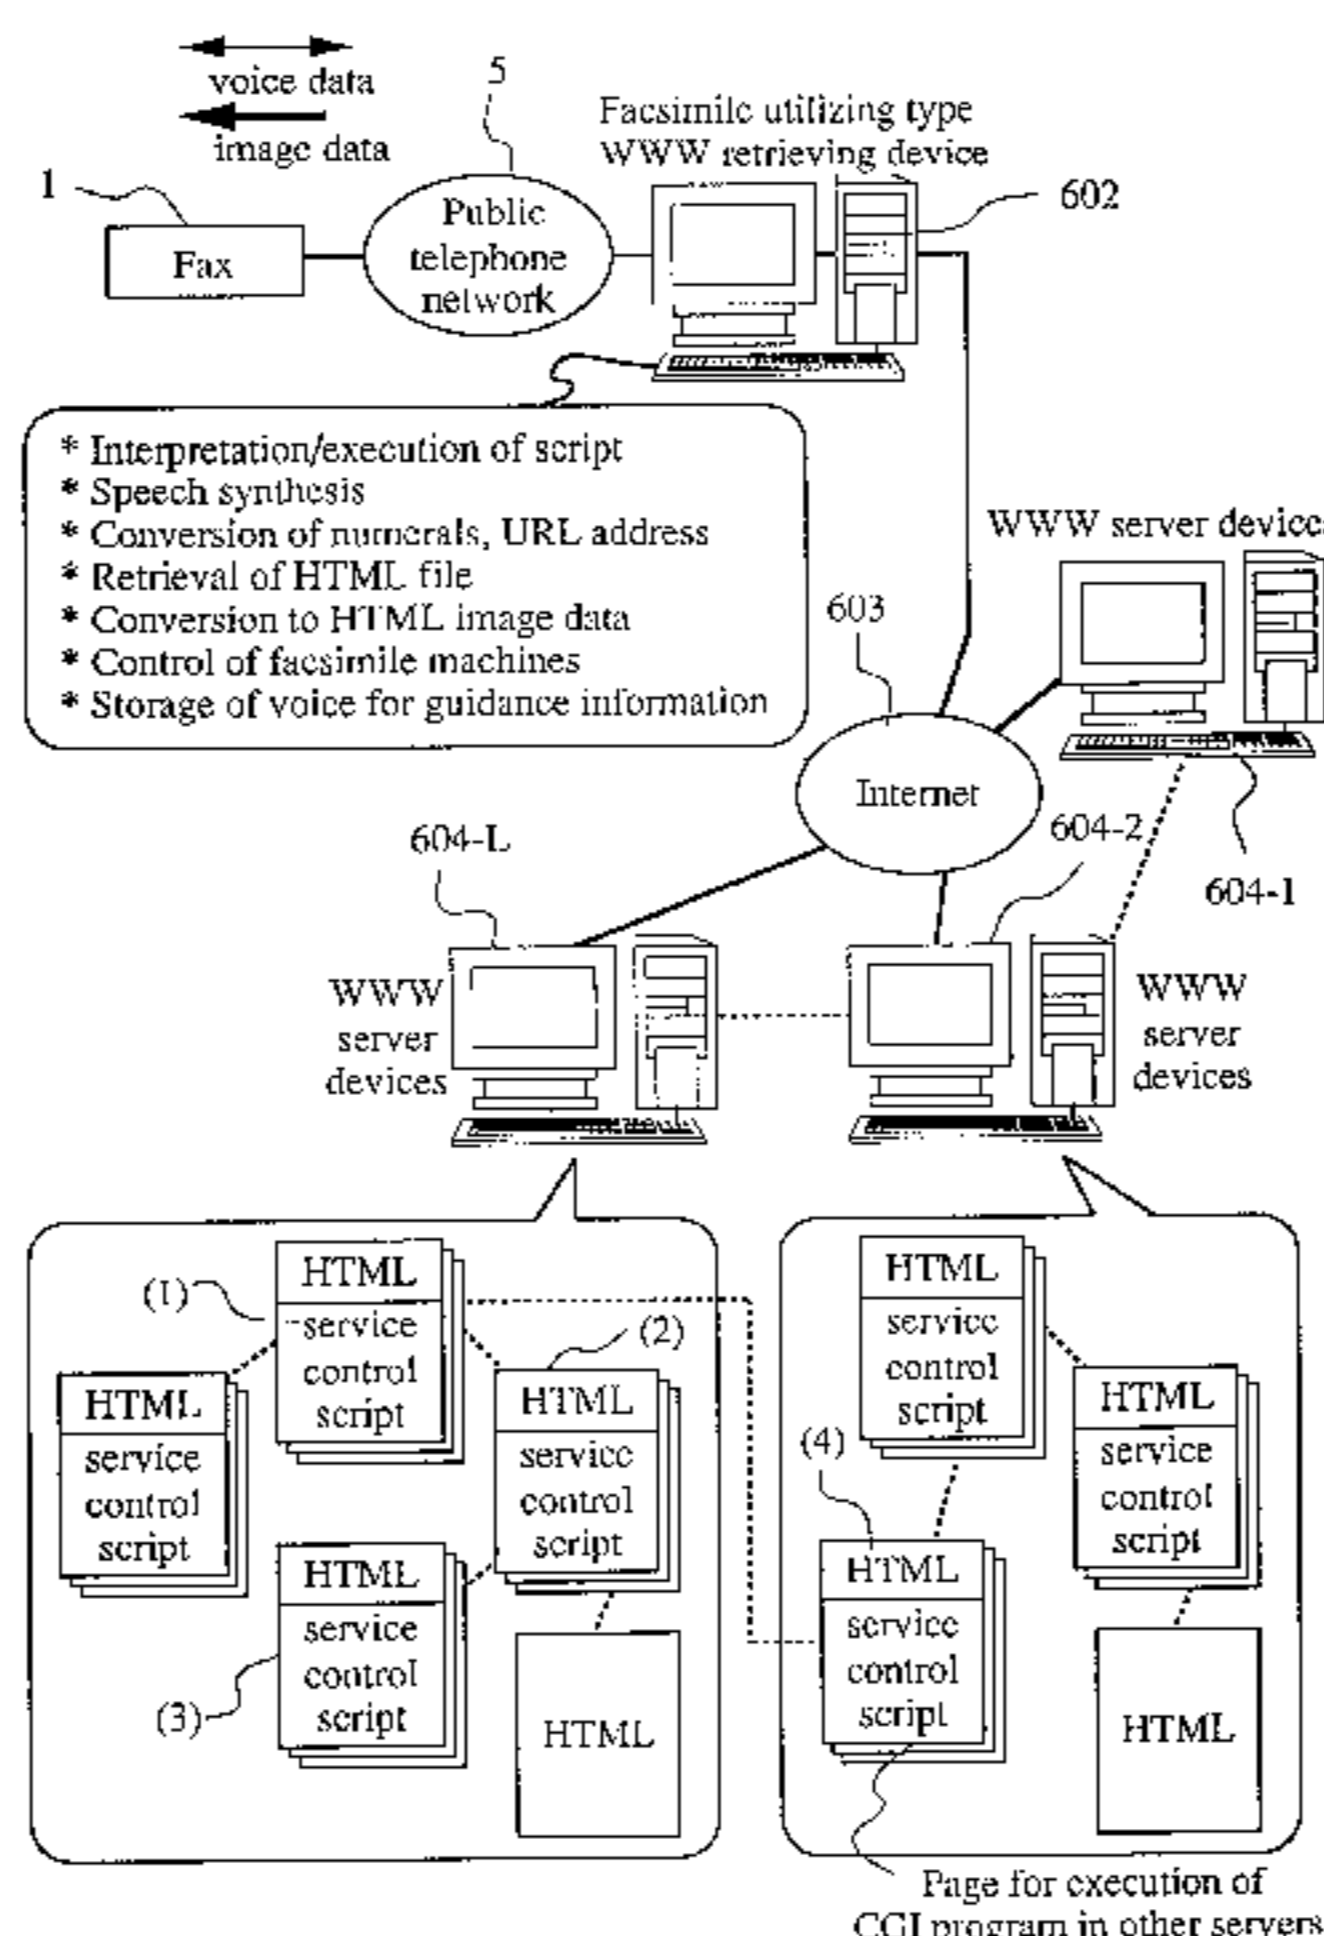 voice data
image data
5
Facsimile utilizing type
WWW retrieving device
1
602
Fax
Public
telephone
network
* Interpretation/execution of script
* Speech synthesis
* Conversion of numerals, URL address
* Retrieval of HTML file
* Conversion to HTML image data
* Control of facsimile machines
* Storage of voice for guidance information
WWW server devices
603
Internet
604-L
604-2
604-1
WWW
server
devices
WWW
server
devices
(1)
HTML
service
control
script
(2)
HTML
service
control
script
HTML
service
control
script
(3)
HTML
service
control
script
HTML
HTML
service
control
script
HTML
service
control
script
(4)
HTML
service
control
script
HTML
Page for execution of
CGI program in other servers